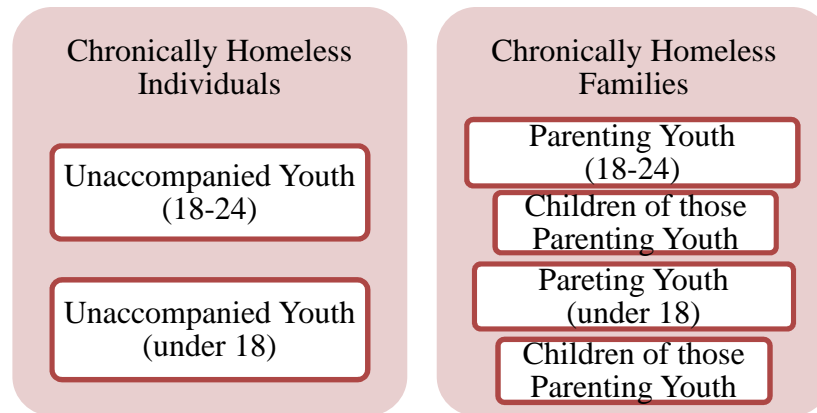 Chronically Homeless
Individuals
Unaccompanied Youth
(18-24)
Unaccompanied Youth
(under 18)
Chronically Homeless
Families
Parenting Youth
(18-24)
Children of those
Parenting Youth
Pareting Youth
(under 18)
Children of those
Parenting Youth